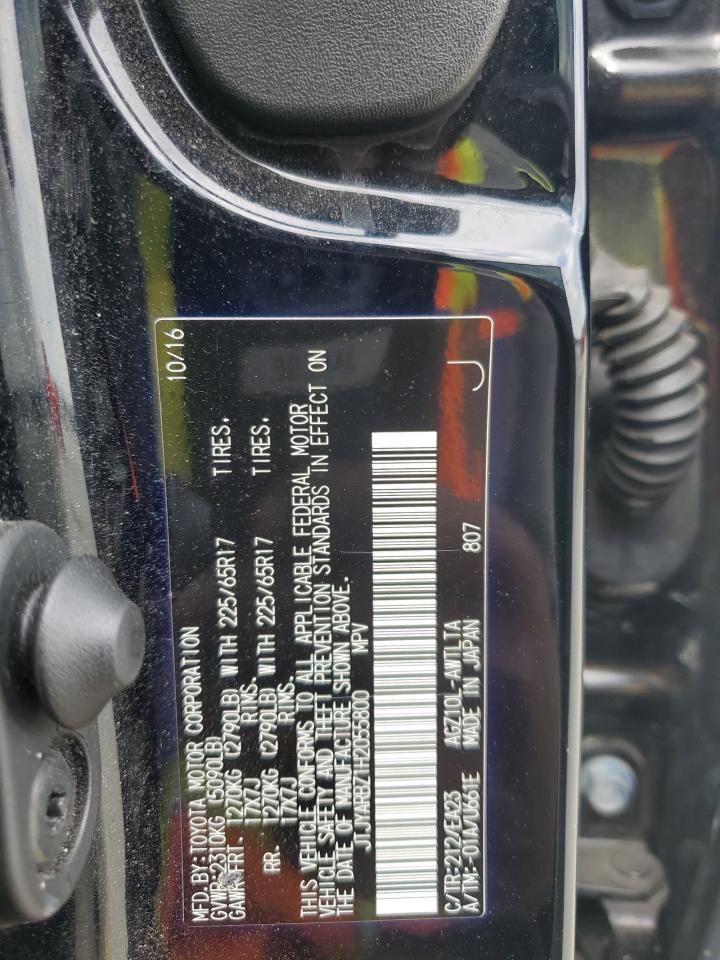 10/16
MFD.BY:TOYOTA MOTOR CORPORATION
GVWR 2310KG (5090LB)
GAWR FRT. 1270KG (2790LB) WITH 225/65R17 TIRES.
17X7J RIMS.
RR. 1270KG (2790LB) WITH 225/65R17 TIRES.
17X7J RIMS.
THIS VEHICLE CONFORMS TO ALL APPLICABLE FEDERAL MOTOR
VEHICLE SAFETY AND THEFT PREVENTION STANDARDS IN EFFECT ON
THE DATE OF MANUFACTURE SHOWN ABOVE.
JTJYARBZ1H2055800 MPV
C/TR:212/EA23 AGZ10L-AWTLTA
A/TM:-01A/U661E MADE IN JAPAN 807 J